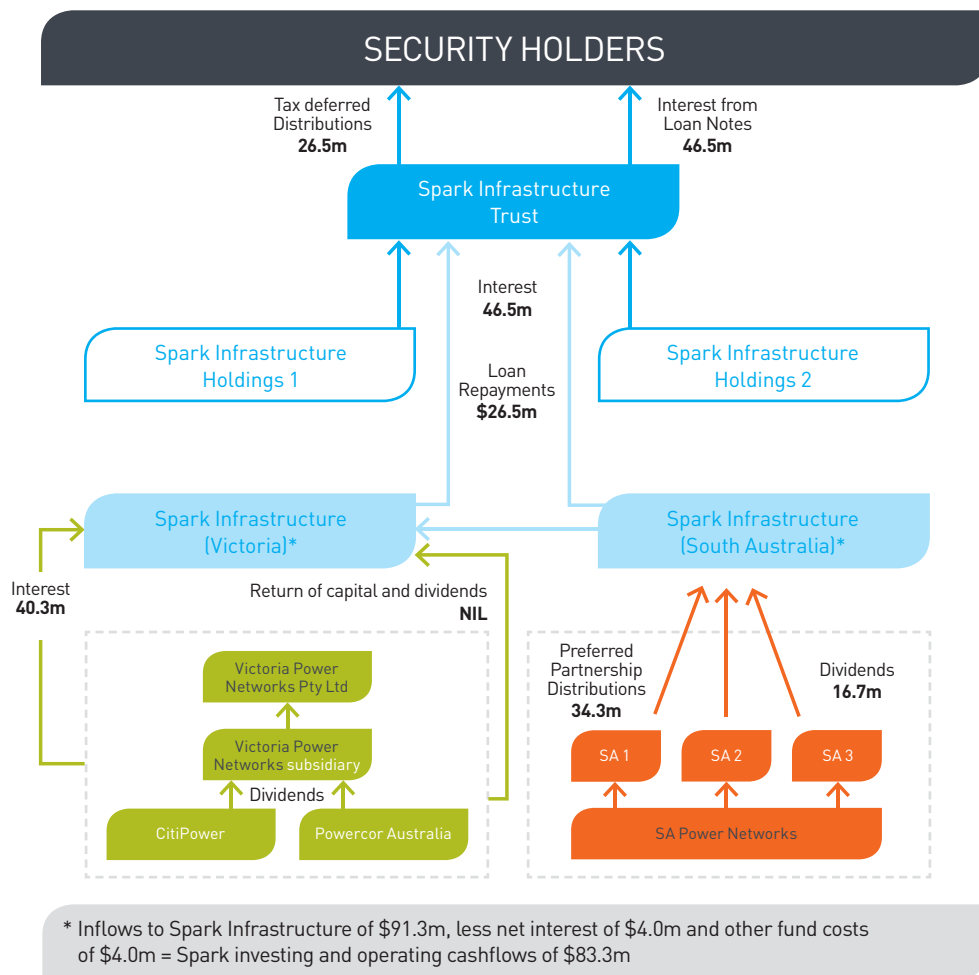 SECURITY HOLDERS
Tax deferred
Distributions
26.5m
Interest from
Loan Notes
46.5m
Spark Infrastructure
Trust
Interest
46.5m
Spark Infrastructure
Holdings 1
Spark Infrastructure
Holdings 2
Loan
Repayments
$26.5m
Spark Infrastructure
(Victoria)*
Spark Infrastructure
(South Australia)*
Interest
40.3m
Return of capital and dividends
NIL
Victoria Power
Networks Pty Ltd
Victoria Power
Networks subsidiary
Dividends
CitiPower
Powercor Australia
Preferred
Partnership
Distributions
34.3m
Dividends
16.7m
SA 1
SA 2
SA 3
SA Power Networks
* Inflows to Spark Infrastructure of $91.3m, less net interest of $4.0m and other fund costs
of $4.0m = Spark investing and operating cashflows of $83.3m